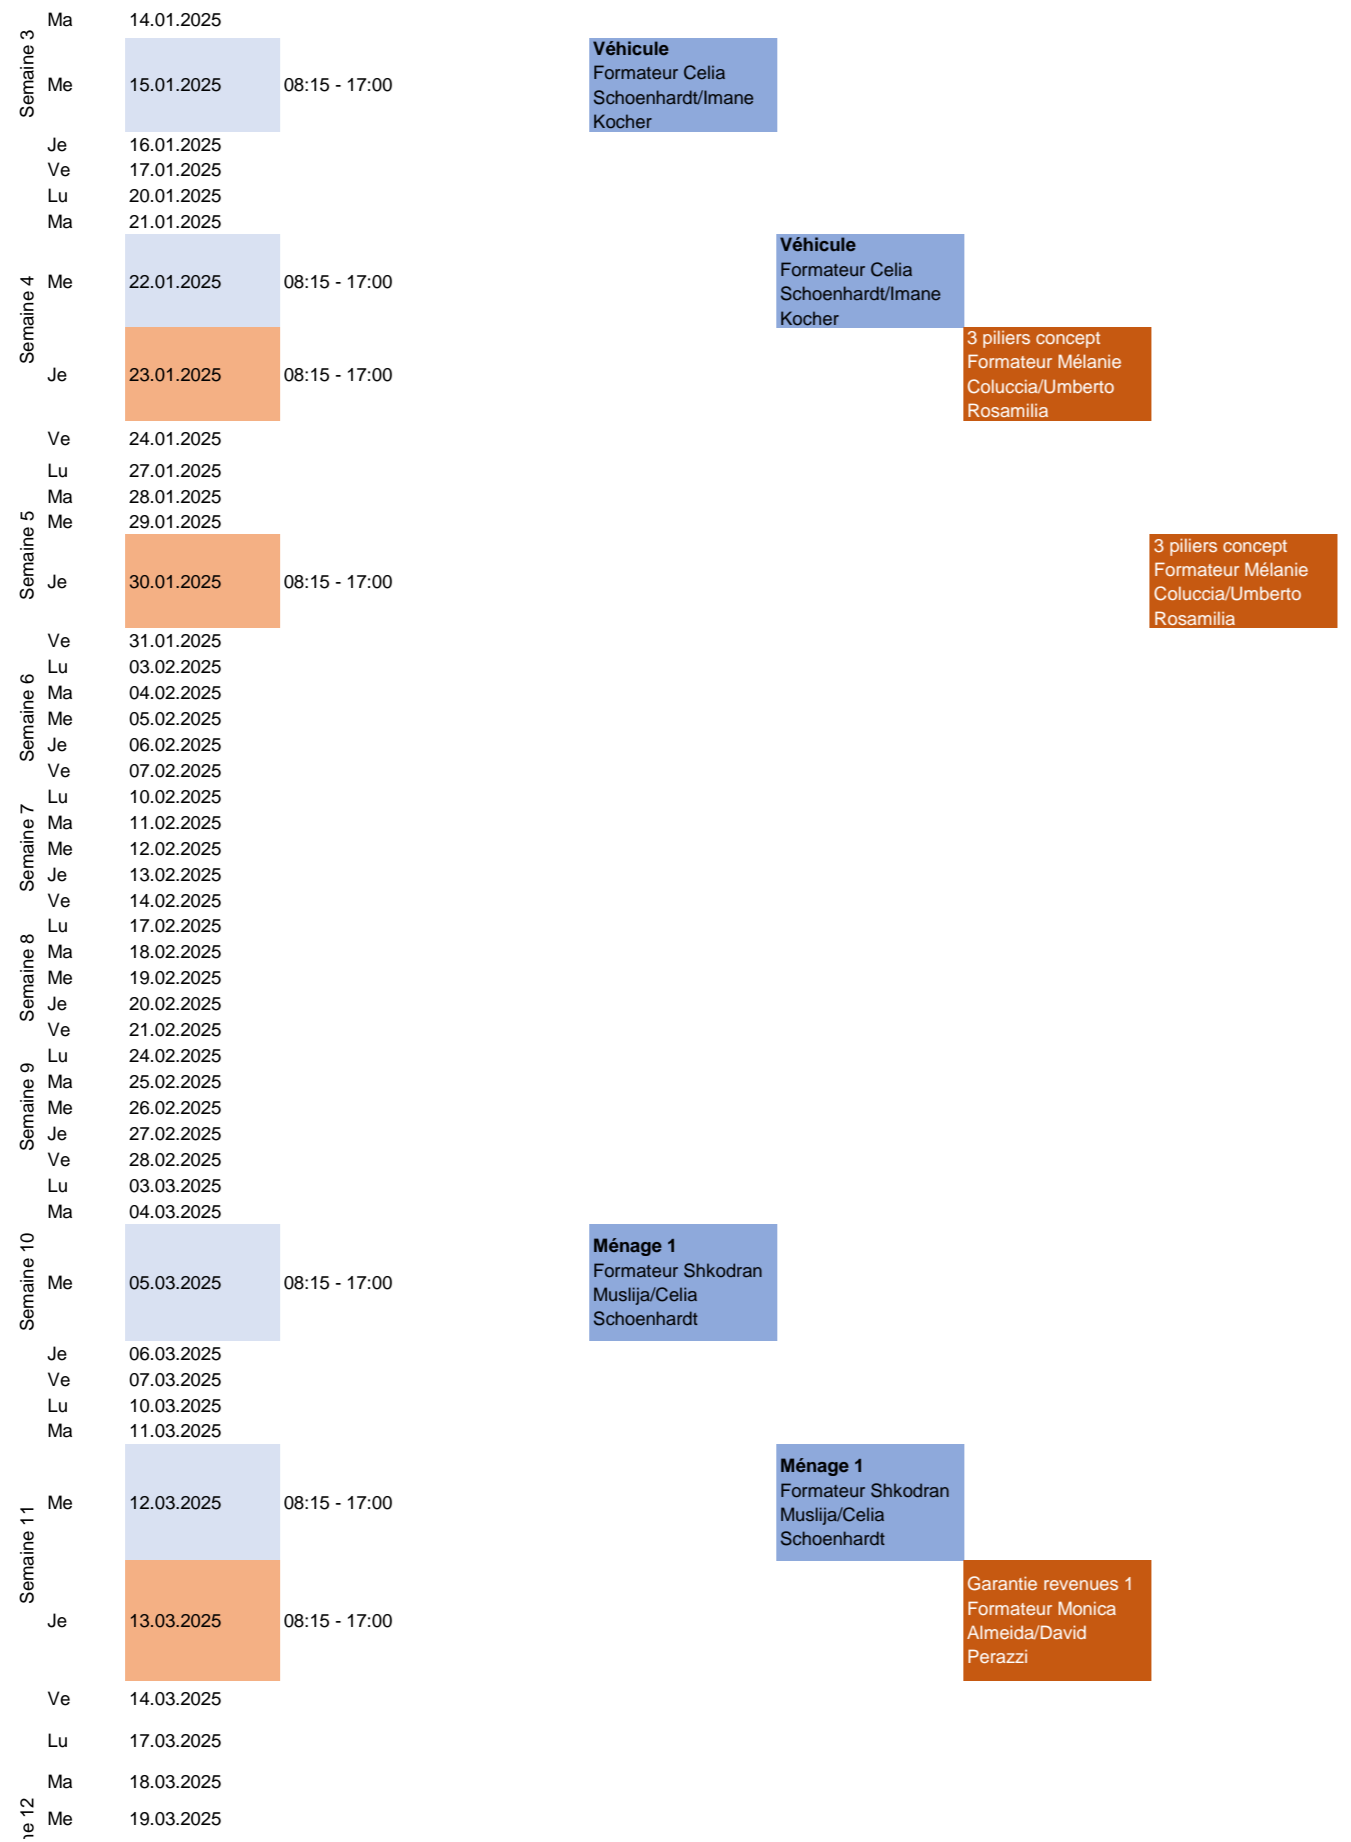 Semaine 3
Ma 14.01.2025
Me 15.01.2025 08:15 - 17:00
Véhicule
Formateur Celia
Schoenhardt/Imane
Kocher
Je 16.01.2025
Ve 17.01.2025
Lu 20.01.2025
Ma 21.01.2025
Semaine 4
Me 22.01.2025 08:15 - 17:00
Véhicule
Formateur Celia
Schoenhardt/Imane
Kocher
Je 23.01.2025 08:15 - 17:00
3 piliers concept
Formateur Mélanie
Coluccia/Umberto
Rosamilia
Ve 24.01.2025
Lu 27.01.2025
Ma 28.01.2025
Semaine 5
Me 29.01.2025
Je 30.01.2025 08:15 - 17:00
3 piliers concept
Formateur Mélanie
Coluccia/Umberto
Rosamilia
Ve 31.01.2025
Lu 03.02.2025
Semaine 6
Ma 04.02.2025
Me 05.02.2025
Je 06.02.2025
Ve 07.02.2025
Lu 10.02.2025
Semaine 7
Ma 11.02.2025
Me 12.02.2025
Je 13.02.2025
Ve 14.02.2025
Lu 17.02.2025
Semaine 8
Ma 18.02.2025
Me 19.02.2025
Je 20.02.2025
Ve 21.02.2025
Lu 24.02.2025
Semaine 9
Ma 25.02.2025
Me 26.02.2025
Je 27.02.2025
Ve 28.02.2025
Lu 03.03.2025
Ma 04.03.2025
Semaine 10
Me 05.03.2025 08:15 - 17:00
Ménage 1
Formateur Shkodran
Muslija/Celia
Schoenhardt
Je 06.03.2025
Ve 07.03.2025
Lu 10.03.2025
Ma 11.03.2025
Semaine 11
Me 12.03.2025 08:15 - 17:00
Ménage 1
Formateur Shkodran
Muslija/Celia
Schoenhardt
Je 13.03.2025 08:15 - 17:00
Garantie revenues 1
Formateur Monica
Almeida/David
Perazzi
Ve 14.03.2025
Lu 17.03.2025
Ma 18.03.2025
ne 12
Me 19.03.2025